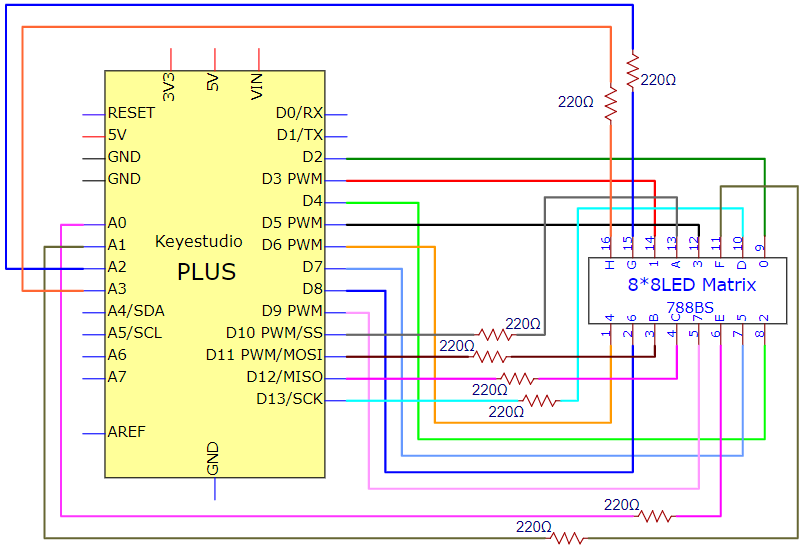 220Ω
220Ω
3V3
5V
VIN
RESET
D0/RX
5V
D1/TX
GND
D2
GND
D3 PWM
D4
A0
D5 PWM
A1
D6 PWM
A2
D7
A3
D8
A4/SDA
D9 PWM
A5/SCL
D10 PWM/SS
A6
D11 PWM/MOSI
A7
D12/MISO
D13/SCK
AREF
GND
Keyestudio
PLUS
16 15 14 13 12 11 10 9
H G 1 A 3 F D 0
8*8LED Matrix
788BS
4 6 B C 7 E 5 2
1 2 3 4 5 6 7 8
220Ω
220Ω
220Ω
220Ω
220Ω
220Ω